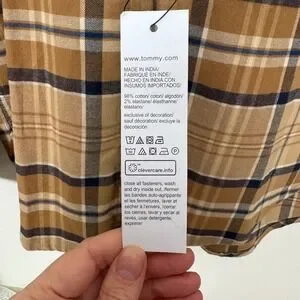 www.tommy.com
MADE IN INDIA/
FABRIQUE EN INDE/
HECHO EN INDIA CON
INSUMOS IMPORTADOS!
98% cotton/ coton/ algodón/
2% elastane/ élasthanne/
elastano
exclusive of decoration/
sauf décoration/ excluye la
decoración
clevercare.info
close all fasteners, wash and
dry inside out, /fermer
les bandes auto-agrippantes
et les fermetures, laver et
sécher à l'envers, /cerrar
los cierres, lavar y secar al
revés, usar detergente,
exprimir